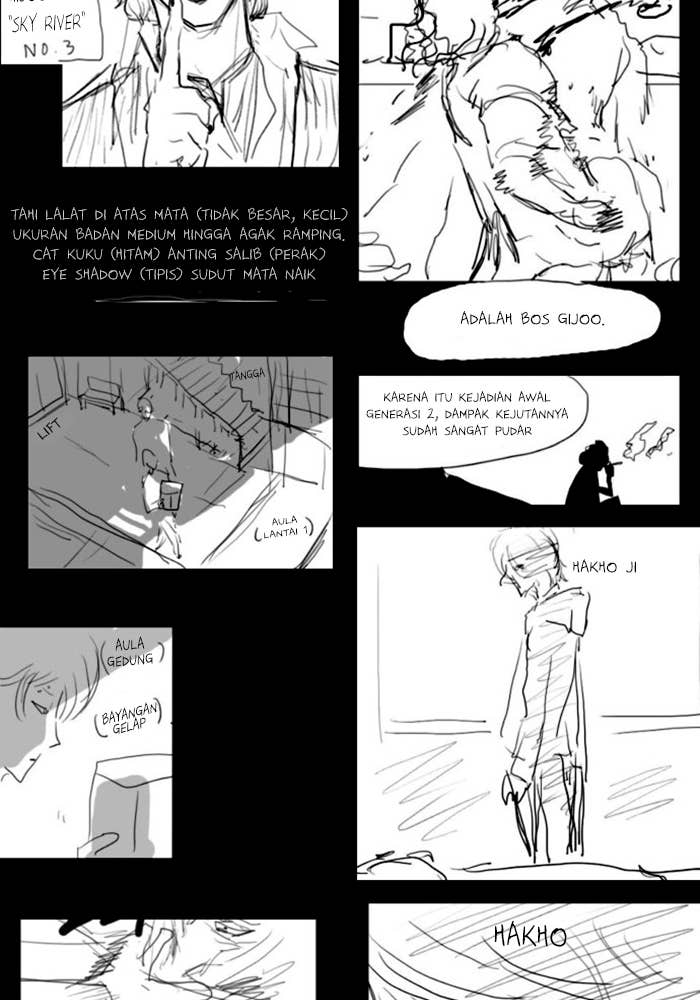 "SKY RIVER"
NO.3
TAHI LALAT DI ATAS MATA (TIDAK BESAR, KECIL)
UKURAN BADAN MEDIUM HINGGA AGAK RAMPING.
CAT KUKU (HITAM) ANTING SALIB (PERAK)
EYE SHADOW (TIPIS) SUDUT MATA NAIK
TANGGA
LIFT
AULA
(LANTAI 1)
(AULA
GEDUNG)
(BAYANGAN
GELAP)
ADALAH BOS GIJOO.
KARENA ITU KEJADIAN AWAL
GENERASI 2, DAMPAK KEJUTANNYA
SUDAH SANGAT PUDAR
HAKHO JI
HAKHO